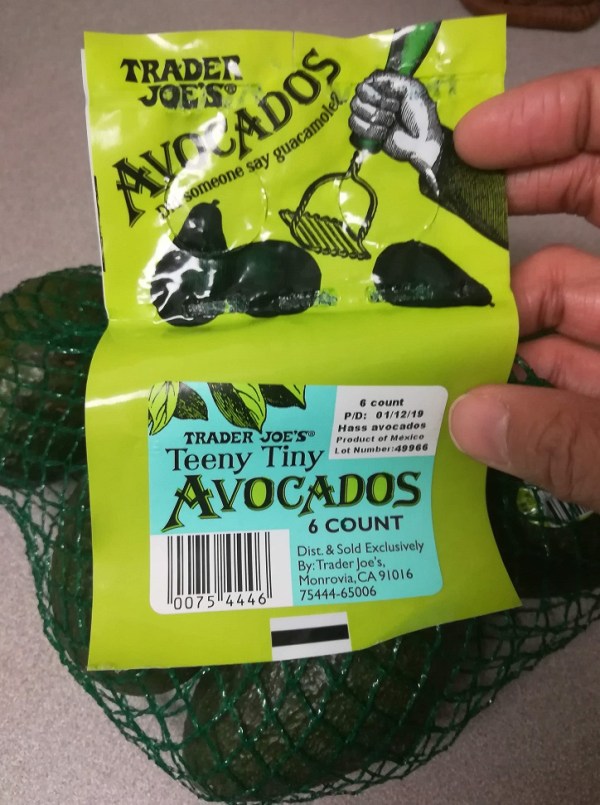 TRADER
JOE'S®
AVOCADOS
someone say guacamole?
6 count
P/D: 01/12/19
Hass avocados
Product of Mexico
Lot Number:49966
TRADER JOE'S®
Teeny Tiny
AVOCADOS
6 COUNT
Dist. & Sold Exclusively
By: Trader Joe's,
Monrovia, CA 91016
75444-65006
0075 4446